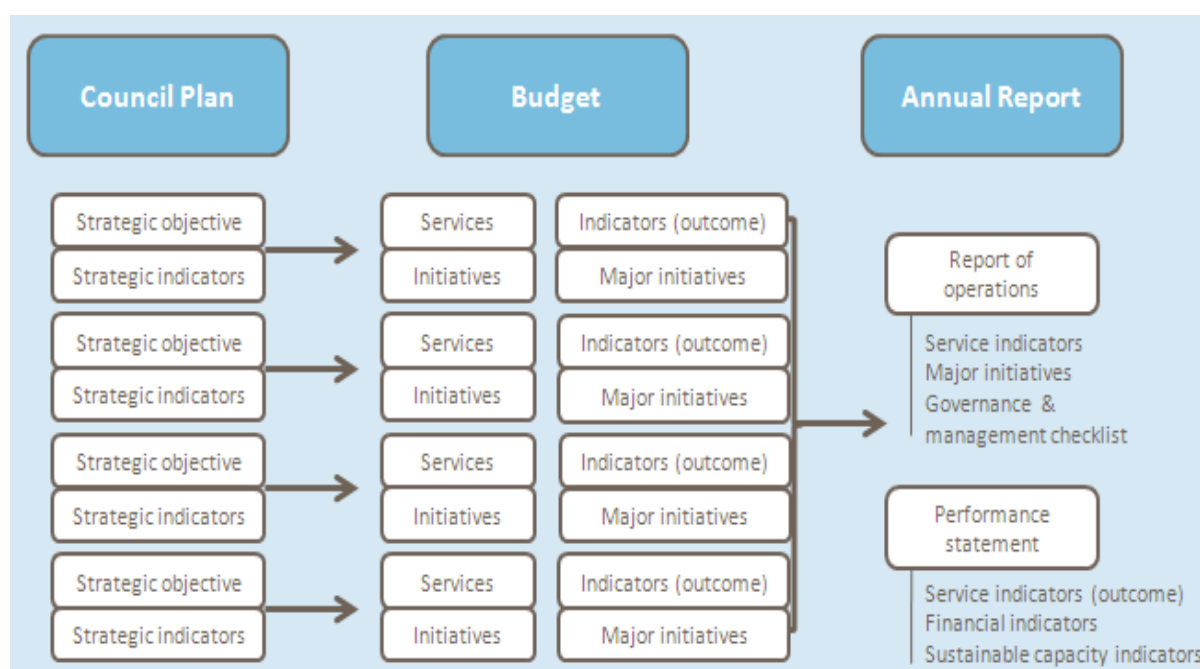 Council Plan
Budget
Annual Report
Strategic objective
Strategic indicators
Services
Initiatives
Indicators (outcome)
Major initiatives
Strategic objective
Strategic indicators
Services
Initiatives
Indicators (outcome)
Major initiatives
Strategic objective
Strategic indicators
Services
Initiatives
Indicators (outcome)
Major initiatives
Strategic objective
Strategic indicators
Services
Initiatives
Indicators (outcome)
Major initiatives
Report of
operations
Service indicators
Major initiatives
Governance &
management checklist
Performance
statement
Service indicators (outcome)
Financial indicators
Sustainable capacity indicators